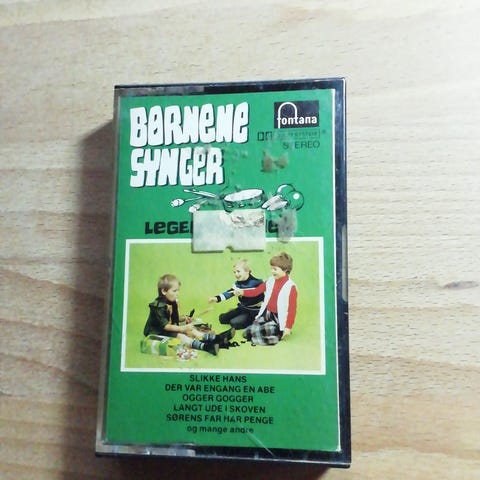 BØRNENE
SYNGER
fontana
SYSTEM
STEREO
SLIKKE HANS
DER VAR ENGANG EN ABE
OGGER GOGGER
LANGT UDE I SKOVEN
SØRENS FAR HAR PENGE
og mange andre